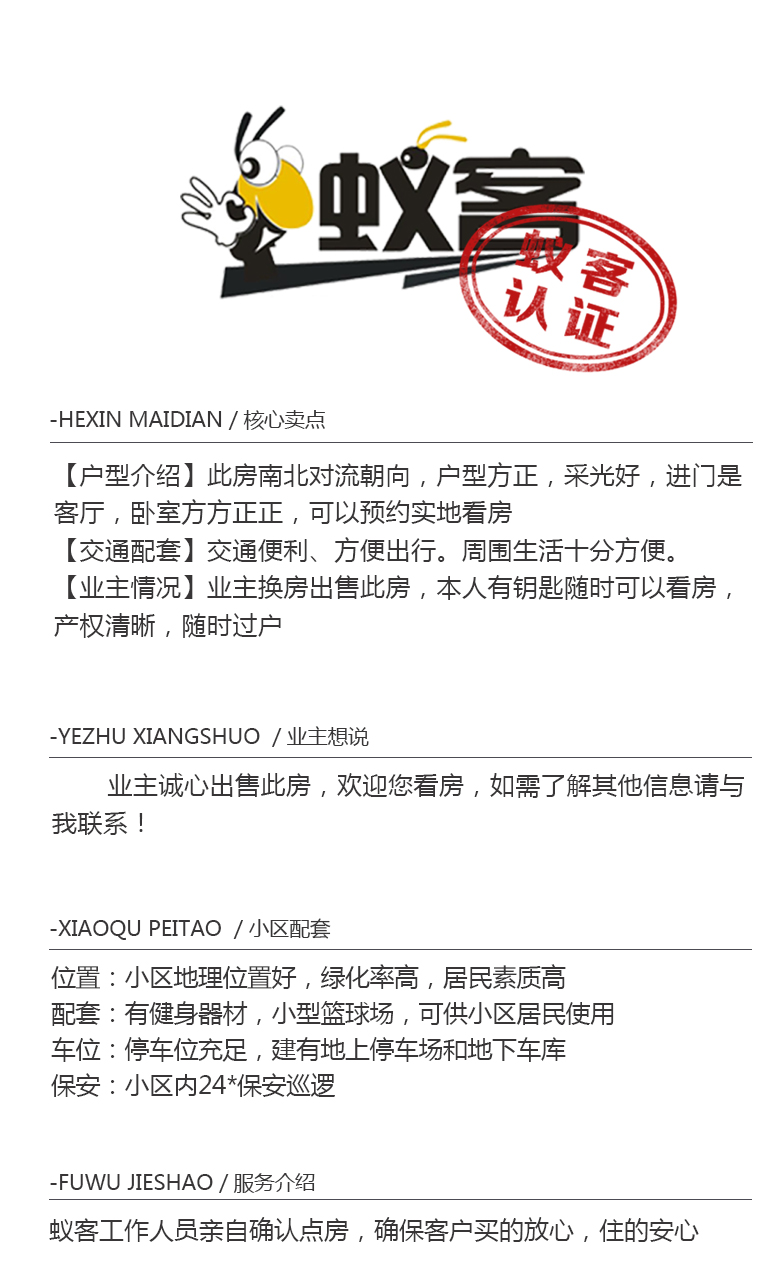 蚁客
蚁客
认证
-HEXIN MAIDIAN / 核心卖点
【户型介绍】此房南北对流朝向，户型方正，采光好，进门是
客厅，卧室方方正正，可以预约实地看房
【交通配套】交通便利、方便出行。周围生活十分方便。
【业主情况】业主换房出售此房，本人有钥匙随时可以看房，
产权清晰，随时过户
-YEZHU XIANGSHUO / 业主想说
业主诚心出售此房，欢迎您看房，如需了解其他信息请与
我联系！
-XIAOQU PEITAO / 小区配套
位置：小区地理位置好，绿化率高，居民素质高
配套：有健身器材，小型篮球场，可供小区居民使用
车位：停车位充足，建有地上停车场和地下车库
保安：小区内24*保安巡逻
-FUWU JIESHAO / 服务介绍
蚁客工作人员亲自确认点房，确保客户买的放心，住的安心